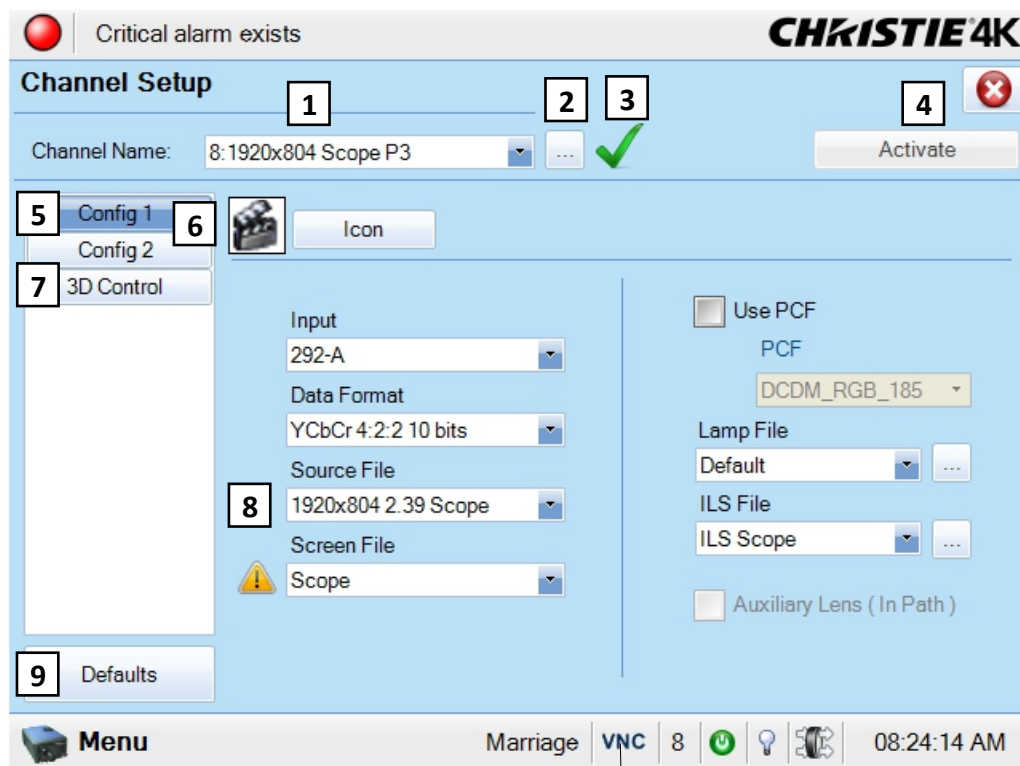 Critical alarm exists
CHRISTIE 4K
Channel Setup
1
2
3
4
Channel Name:
8:1920x804 Scope P3
...
Activate
5
Config 1
6
Icon
Config 2
7
3D Control
Input
292-A
Data Format
YCbCr 4:2:2 10 bits
8
Source File
1920x804 2.39 Scope
Screen File
Scope
Use PCF
PCF
DCDM_RGB_185
Lamp File
Default
...
ILS File
ILS Scope
...
Auxiliary Lens ( In Path )
9
Defaults
Menu
Marriage
VNC
8
08:24:14 AM